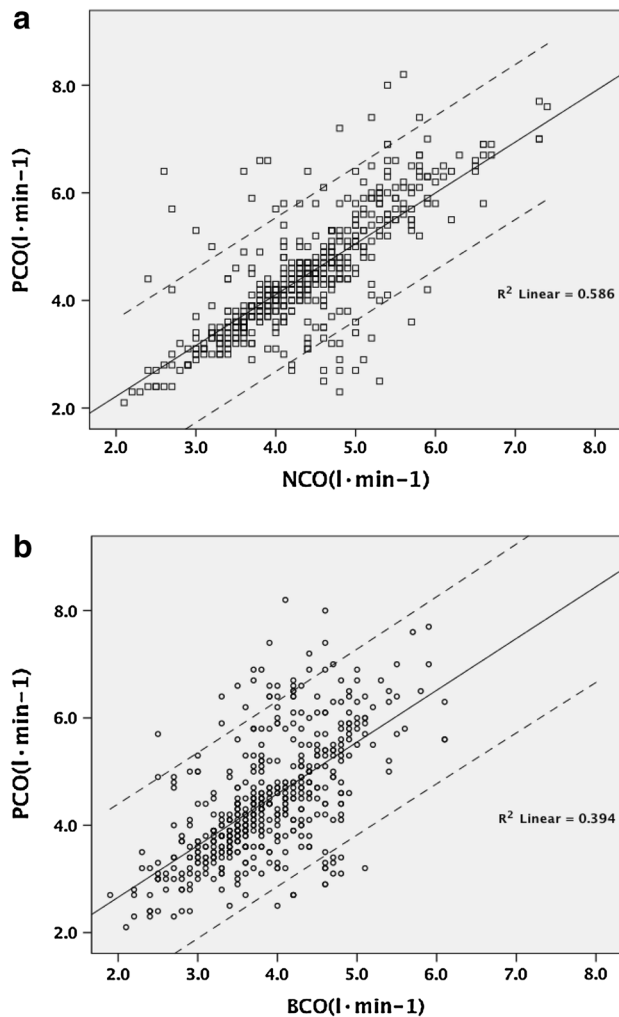 a
PCO(l·min-1)
8.0
6.0
4.0
2.0
R² Linear = 0.586
2.0 3.0 4.0 5.0 6.0 7.0 8.0
NCO(l·min-1)
b
PCO(l·min-1)
8.0
6.0
4.0
2.0
R² Linear = 0.394
2.0 3.0 4.0 5.0 6.0 7.0 8.0
BCO(l·min-1)